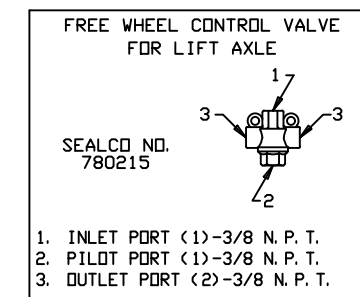 FREE WHEEL CONTROL VALVE
FOR LIFT AXLE
1
3
3
SEALCO NO.
780215
2
1. INLET PORT (1)-3/8 N.P.T.
2. PILOT PORT (1)-3/8 N.P.T.
3. OUTLET PORT (2)-3/8 N.P.T.